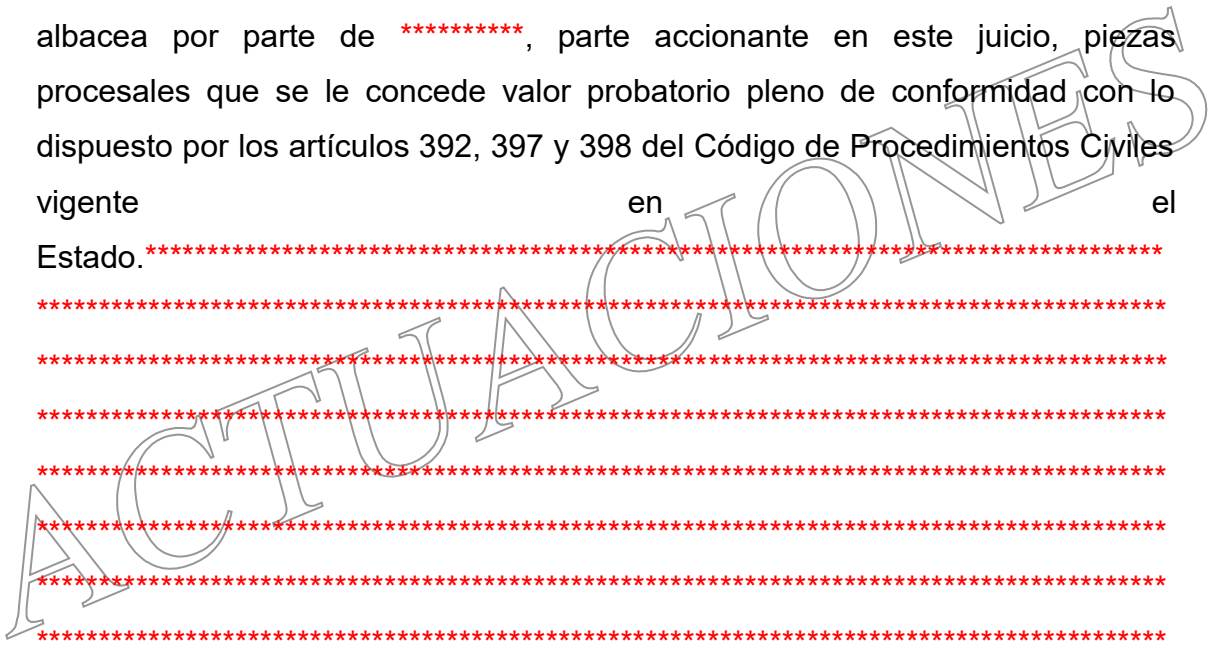 albacea por parte de **********, parte accionante en este juicio, piezas
procesales que se le concede valor probatorio pleno de conformidad con lo
dispuesto por los artículos 392, 397 y 398 del Código de Procedimientos Civiles
vigente en el
Estado.***********************************************************************************
********************************************************************************************
********************************************************************************************
********************************************************************************************
********************************************************************************************
********************************************************************************************
********************************************************************************************
********************************************************************************************
ACTUACIONES